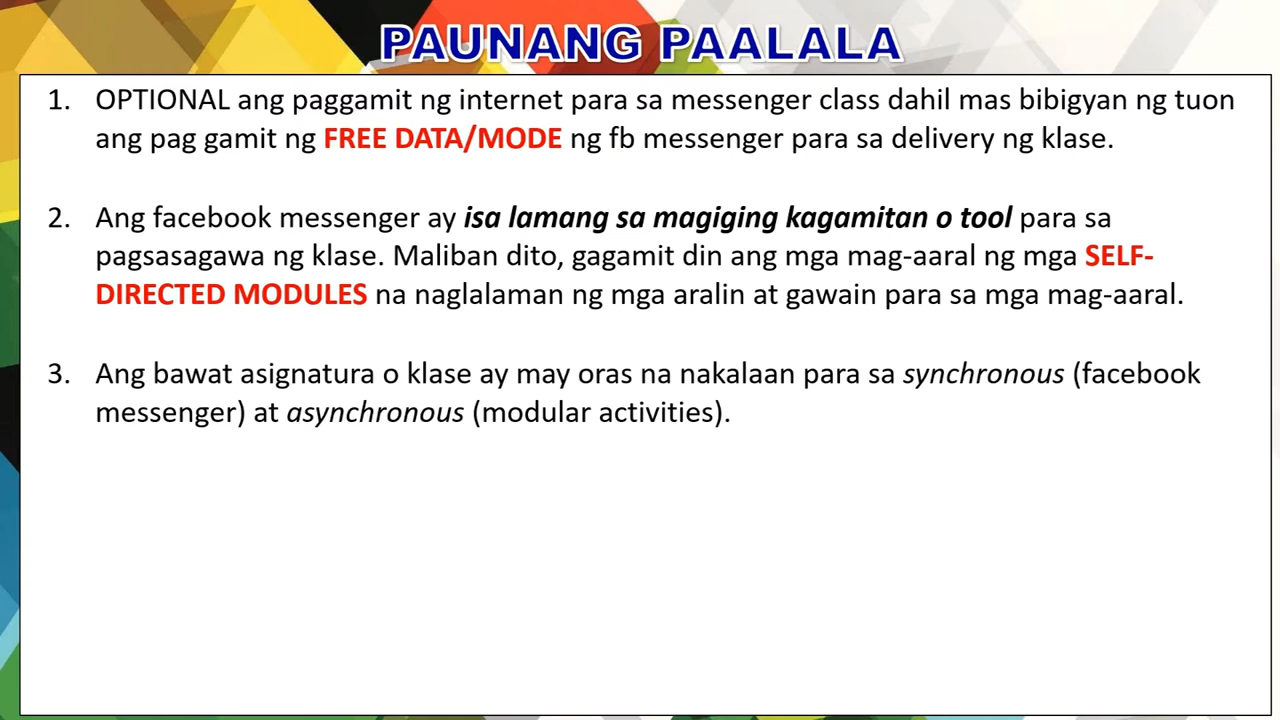 PAUNANG PAALALA
1. OPTIONAL ang paggamit ng internet para sa messenger class dahil mas bibigyan ng tuon
ang pag gamit ng FREE DATA/MODE ng fb messenger para sa delivery ng klase.
2. Ang facebook messenger ay isa lamang sa magiging kagamitan o tool para sa
pagsasagawa ng klase. Maliban dito, gagamit din ang mga mag-aaral ng mga SELF-
DIRECTED MODULES na naglalaman ng mga aralin at gawain para sa mga mag-aaral.
3. Ang bawat asignatura o klase ay may oras na nakalaan para sa synchronous (facebook
messenger) at asynchronous (modular activities).